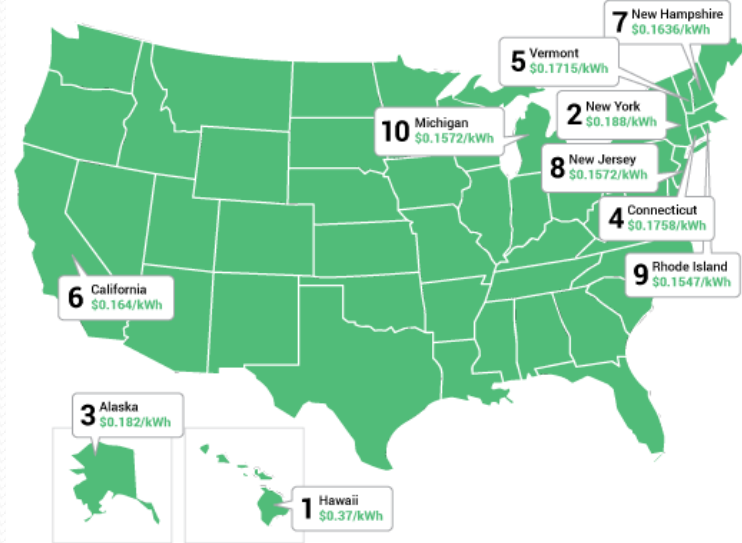 7 New Hampshire
$0.1636/kWh
5 Vermont
$0.1715/kWh
2 New York
$0.188/kWh
10 Michigan
$0.1572/kWh
8 New Jersey
$0.1572/kWh
4 Connecticut
$0.1758/kWh
9 Rhode Island
$0.1547/kWh
6 California
$0.164/kWh
3 Alaska
$0.182/kWh
1 Hawaii
$0.37/kWh